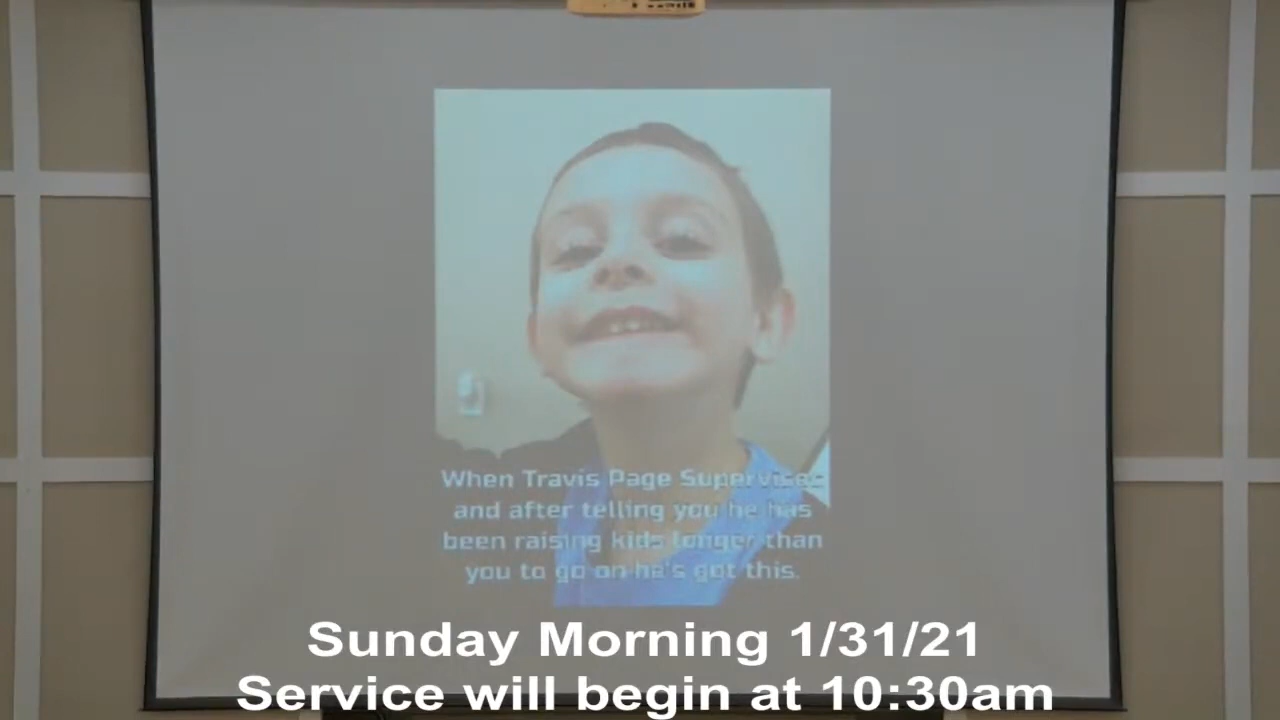 When Travis Page Supervises
and after telling you he has
been raising kids longer than
you to go on he's got this.
Sunday Morning 1/31/21
Service will begin at 10:30am